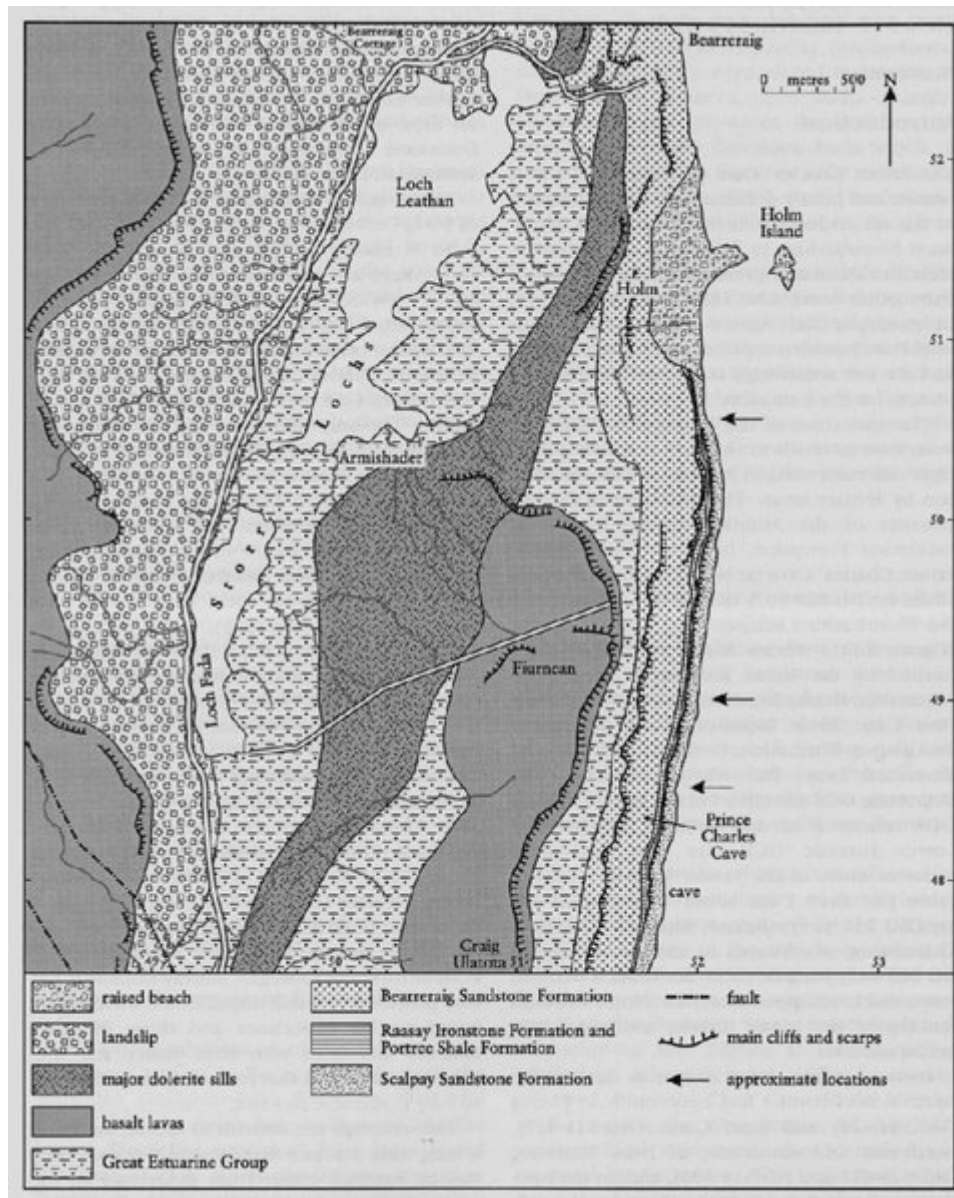 Bearreraig
Cottage
Bearreraig
0 metres 500
N
52
Loch
Leathan
Holm
Island
Holm
51
Storr Lochs
Armishader
50
Fiurnean
Loch Fada
49
Prince
Charles
Cave
cave
48
Craig
Ulatota
49
50
51
52
53
raised beach
landslip
major dolerite sills
basalt lavas
Great Estuarine Group
Bearreraig Sandstone Formation
Raasay Ironstone Formation and
Portree Shale Formation
Scalpay Sandstone Formation
fault
main cliffs and scarps
approximate locations